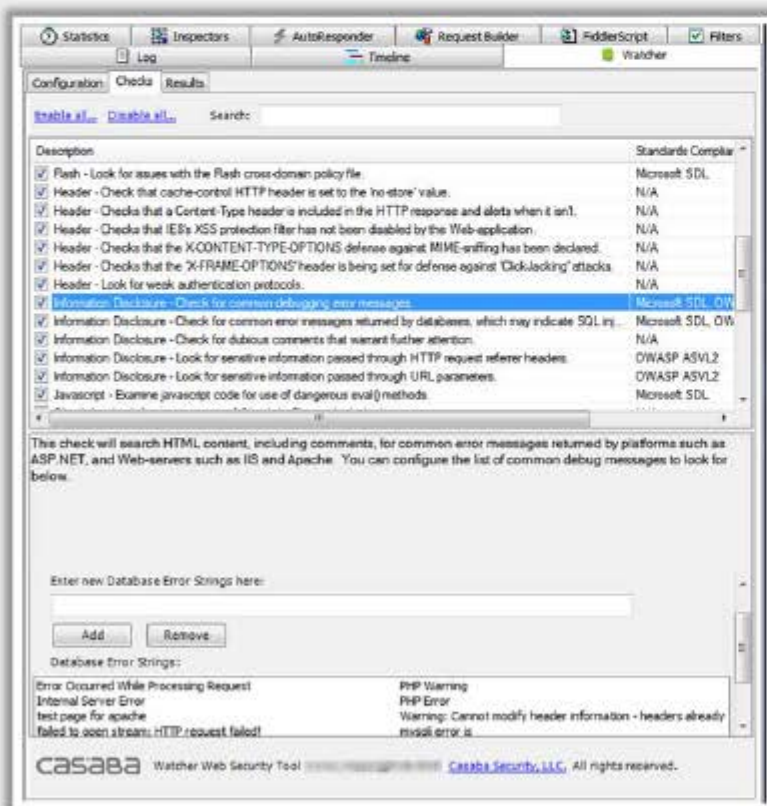 Statistics Inspectors AutoResponder Request Builder FiddlerScript Filters
Log Timeline Watcher
Configuration Checks Results
Enable all... Disable all... Search:
Description Standards Complian
Flash - Look for issues with the Flash cross-domain policy file. Microsoft SDL
Header - Check that cache-control HTTP header is set to the 'no-store' value. N/A
Header - Checks that a Content-Type header is included in the HTTP response and alerts when it isn't. N/A
Header - Checks that IE8's XSS protection filter has not been disabled by the Web-application. N/A
Header - Checks that the X-CONTENT-TYPE-OPTIONS defense against MIME-sniffing has been declared. N/A
Header - Checks that the 'X-FRAME-OPTIONS' header is being set for defense against 'ClickJacking' attacks. N/A
Header - Look for weak authentication protocols. N/A
Information Disclosure - Check for common debugging error messages. Microsoft SDL, OW
Information Disclosure - Check for common error messages returned by databases, which may indicate SQL inj... Microsoft SDL, OW
Information Disclosure - Check for dubious comments that warrant further attention. N/A
Information Disclosure - Look for sensitive information passed through HTTP request referrer headers. OWASP ASVL2
Information Disclosure - Look for sensitive information passed through URL parameters. OWASP ASVL2
Javascript - Examine javascript code for use of dangerous eval() methods. Microsoft SDL
This check will search HTML content, including comments, for common error messages returned by platforms such as
ASP.NET, and Web-servers such as IIS and Apache. You can configure the list of common debug messages to look for
below.
Enter new Database Error Strings here:
Add Remove
Database Error Strings:
Error Occurred While Processing Request PHP Warning
Internal Server Error PHP Error
test page for apache Warning: Cannot modify header information - headers already
failed to open stream: HTTP request failed! mysqli error is
casaba Watcher Web Security Tool Casaba Security, LLC. All rights reserved.